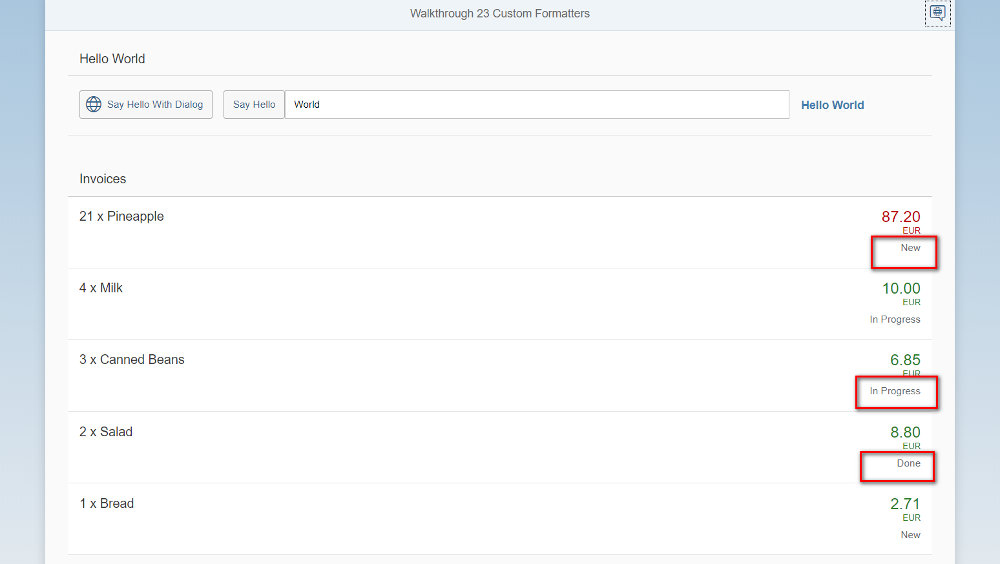 Walkthrough 23 Custom Formatters
Hello World
Say Hello With Dialog
Say Hello
World
Hello World
Invoices
21 x Pineapple
87.20
EUR
New
4 x Milk
10.00
EUR
In Progress
3 x Canned Beans
6.85
EUR
In Progress
2 x Salad
8.80
EUR
Done
1 x Bread
2.71
EUR
New